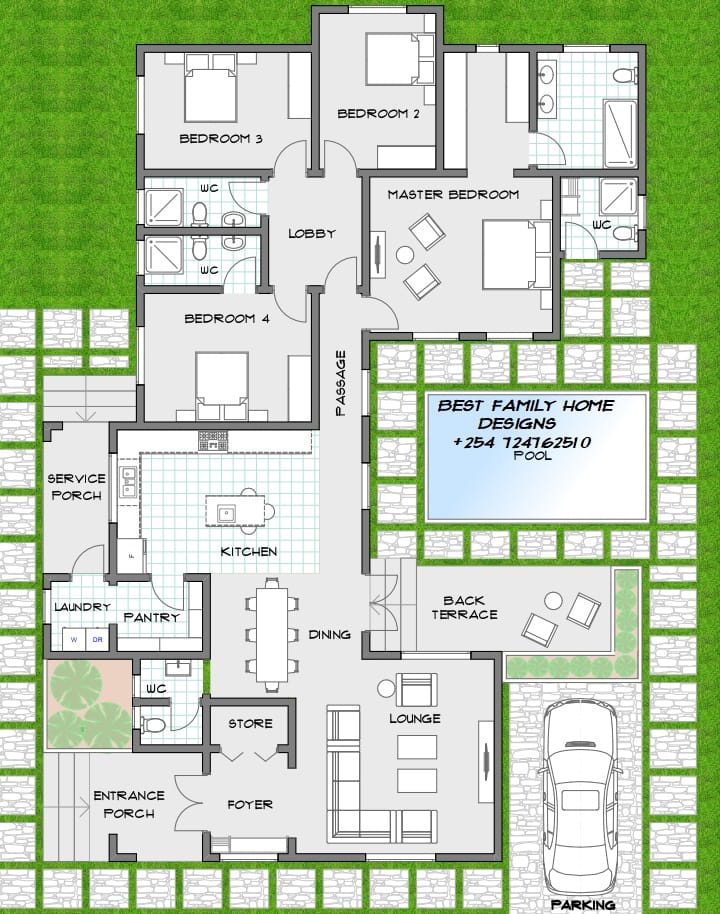 BEDROOM 3
BEDROOM 2
WC
MASTER BEDROOM
WC
LOBBY
WC
BEDROOM 4
PASSAGE
BEST FAMILY HOME
DESIGNS
+254 724762510
POOL
SERVICE
PORCH
KITCHEN
F
LAUNDRY
PANTRY
W
DR
BACK
TERRACE
DINING
WC
STORE
LOUNGE
ENTRANCE
PORCH
FOYER
PARKING